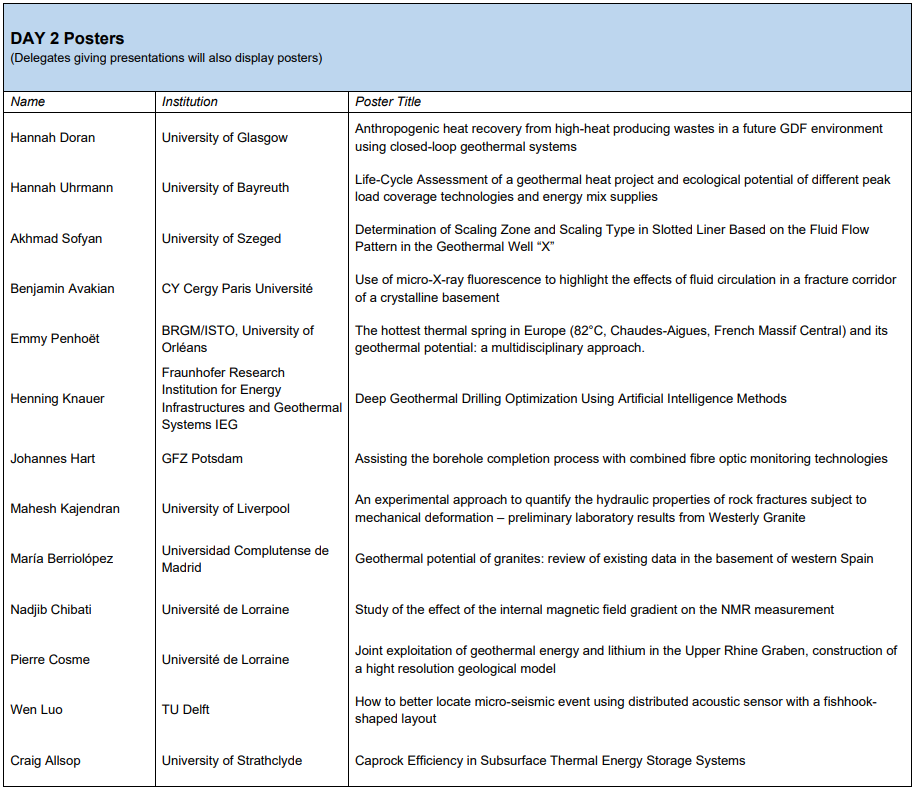 DAY 2 Posters
(Delegates giving presentations will also display posters)
Name Institution Poster Title
Hannah Doran University of Glasgow Anthropogenic heat recovery from high-heat producing wastes in a future GDF environment
using closed-loop geothermal systems
Hannah Uhrmann University of Bayreuth Life-Cycle Assessment of a geothermal heat project and ecological potential of different peak
load coverage technologies and energy mix supplies
Akhmad Sofyan University of Szeged Determination of Scaling Zone and Scaling Type in Slotted Liner Based on the Fluid Flow
Pattern in the Geothermal Well “X”
Benjamin Avakian CY Cergy Paris Université Use of micro-X-ray fluorescence to highlight the effects of fluid circulation in a fracture corridor
of a crystalline basement
Emmy Penhoët BRGM/ISTO, University of
Orléans The hottest thermal spring in Europe (82°C, Chaudes-Aigues, French Massif Central) and its
geothermal potential: a multidisciplinary approach.
Henning Knauer Fraunhofer Research
Institution for Energy
Infrastructures and Geothermal
Systems IEG Deep Geothermal Drilling Optimization Using Artificial Intelligence Methods
Johannes Hart GFZ Potsdam Assisting the borehole completion process with combined fibre optic monitoring technologies
Mahesh Kajendran University of Liverpool An experimental approach to quantify the hydraulic properties of rock fractures subject to
mechanical deformation – preliminary laboratory results from Westerly Granite
María Berriolópez Universidad Complutense de
Madrid Geothermal potential of granites: review of existing data in the basement of western Spain
Nadjib Chibati Université de Lorraine Study of the effect of the internal magnetic field gradient on the NMR measurement
Pierre Cosme Université de Lorraine Joint exploitation of geothermal energy and lithium in the Upper Rhine Graben, construction of
a hight resolution geological model
Wen Luo TU Delft How to better locate micro-seismic event using distributed acoustic sensor with a fishhook-
shaped layout
Craig Allsop University of Strathclyde Caprock Efficiency in Subsurface Thermal Energy Storage Systems